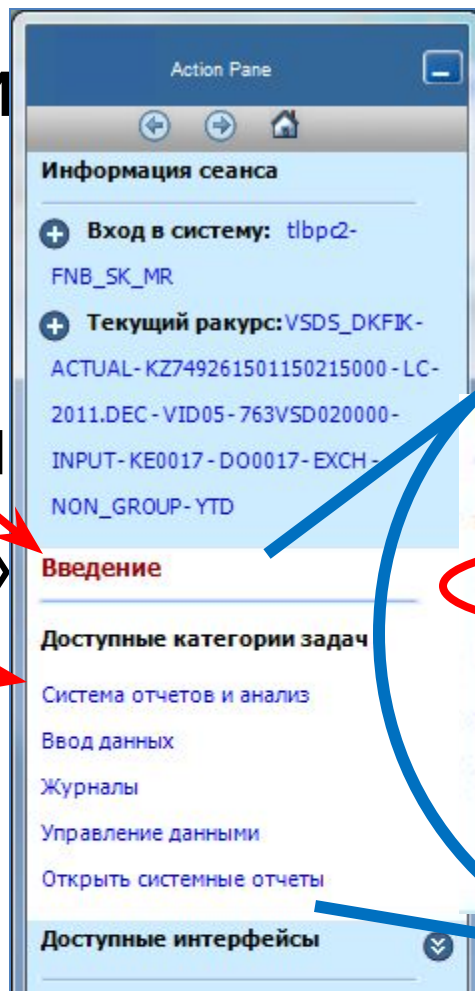 Action Pane
Информация сеанса
Вход в систему: tlbpc2-
FNB_SK_MR
Текущий ракурс: VSDS_DKFIK-
ACTUAL-KZ749261501150215000-LC-
2011.DEC-VID05-763VSD020000-
INPUT-KE0017-DO0017-EXCH-
NON_GROUP-YTD
Введение
Доступные категории задач
Система отчетов и анализ
Ввод данных
Журналы
Управление данными
Открыть системные отчеты
Доступные интерфейсы